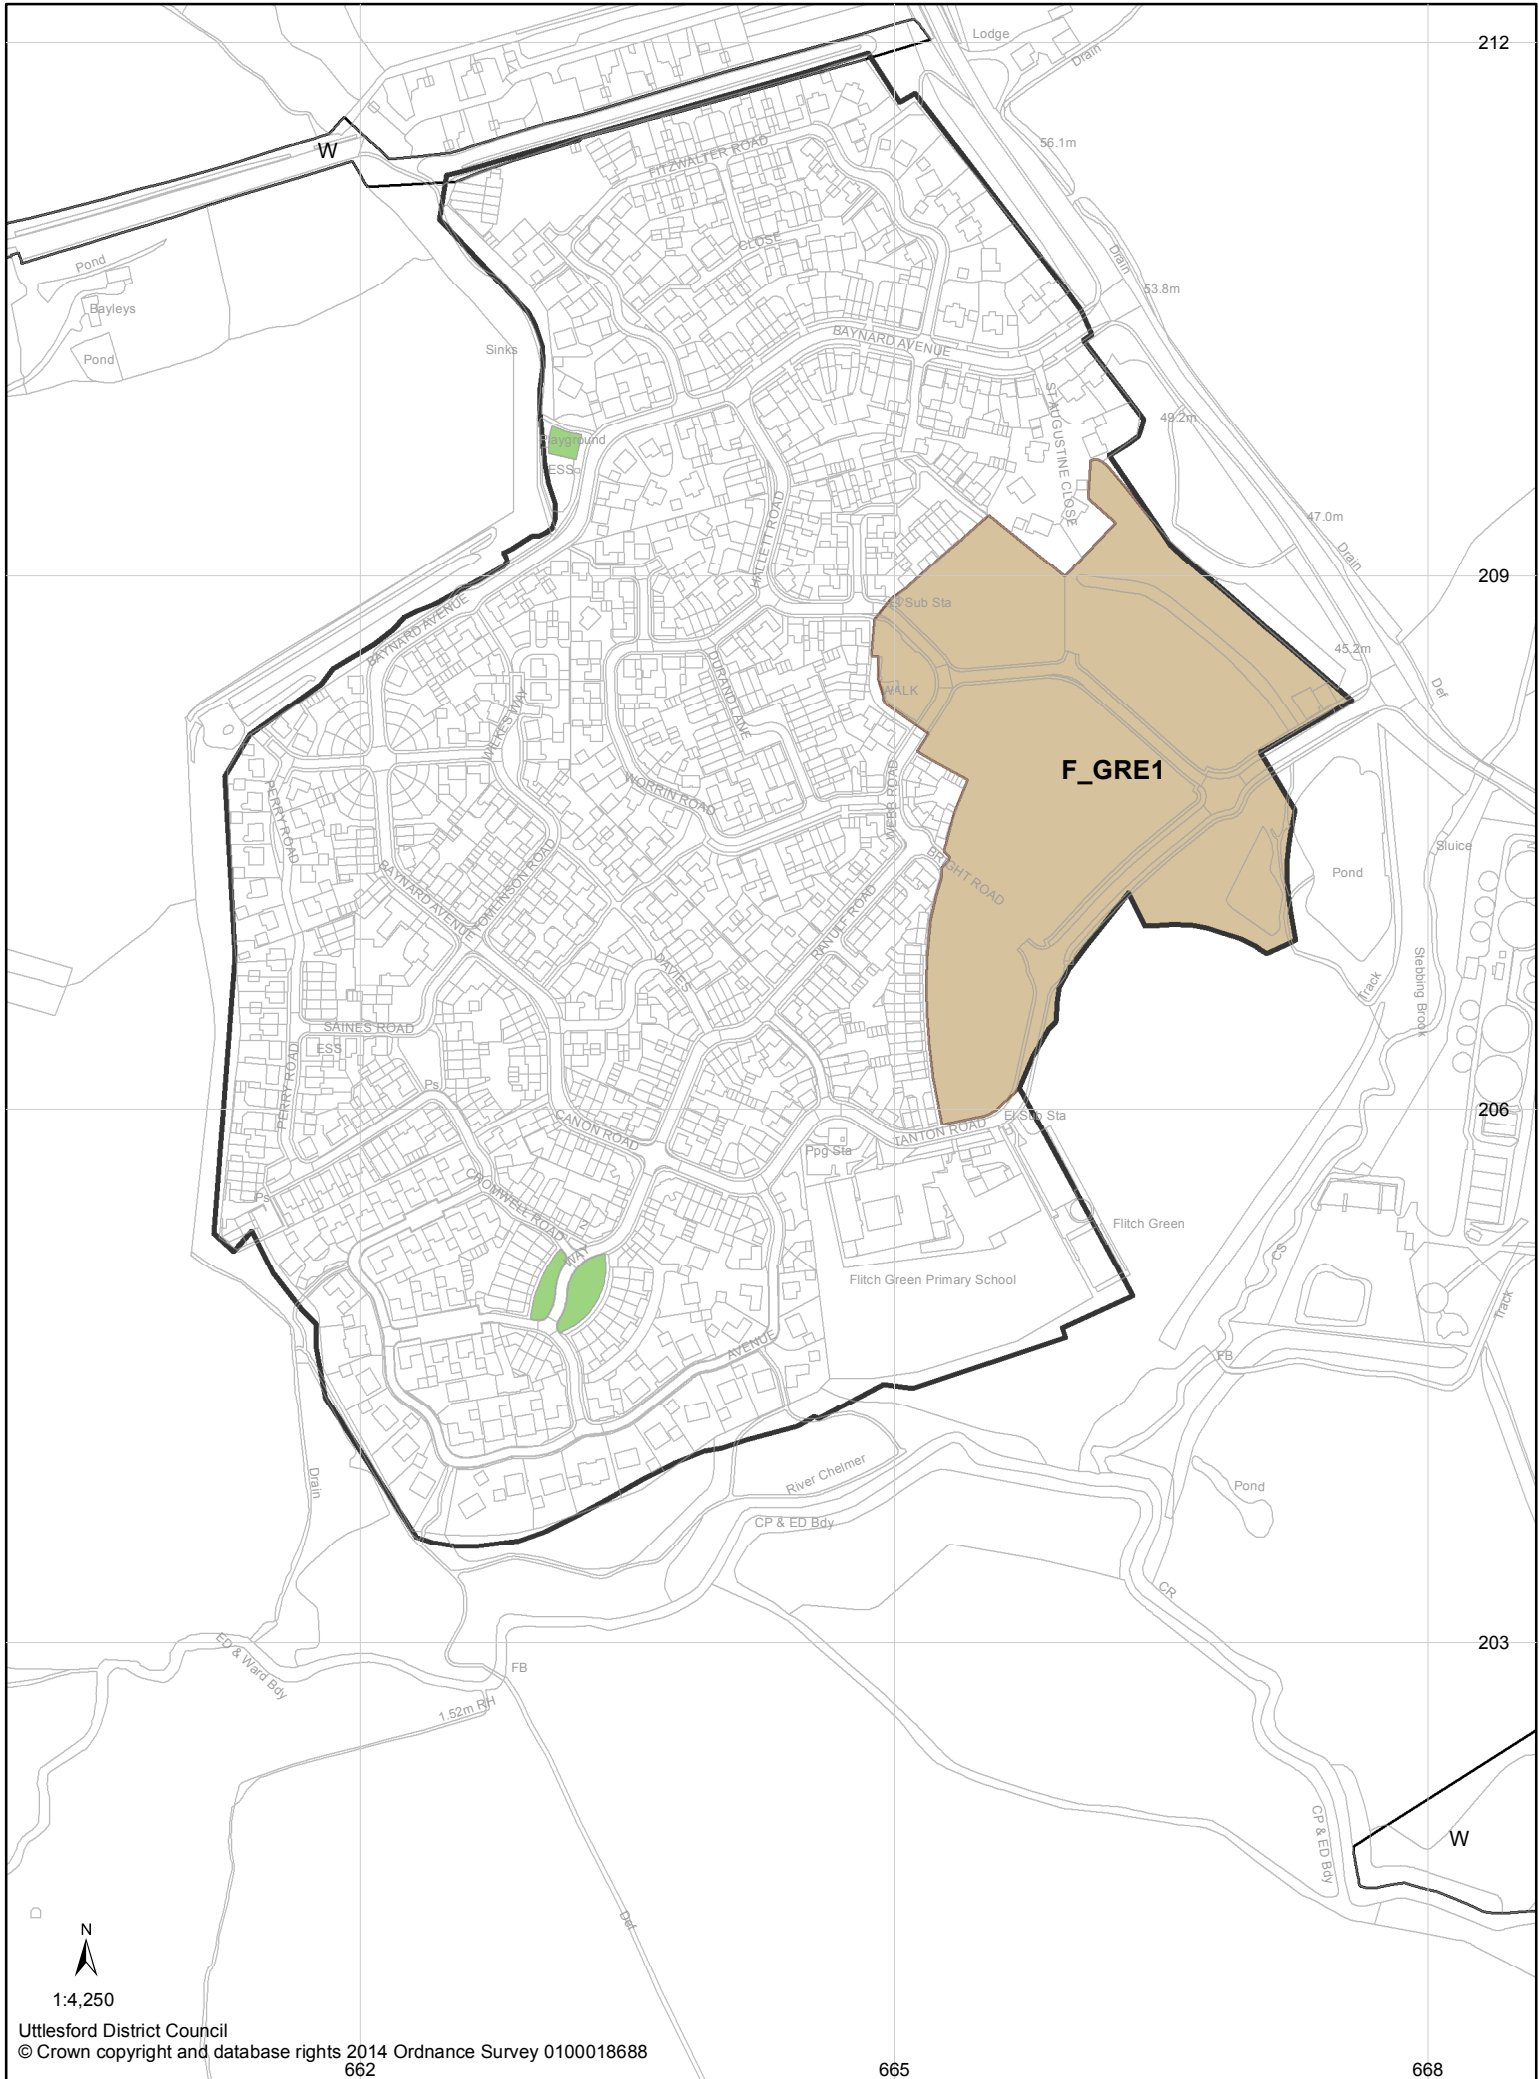 212
Lodge
Drain
W
FITZWALTER ROAD
56.1m
CLOSE
Drain
Pond
53.8m
Bayleys
BAYNARD AVENUE
Sinks
Pond
ST AUGUSTINE CLOSE
49.2m
Playground
ESS
HALLETT ROAD
47.0m
Drain
209
El Sub Sta
BAYNARD AVENUE
45.2m
DURAND LANE
WALK
Def
WILKES WAY
F_GRE1
WORRIN ROAD
PERRY ROAD
WEBB ROAD
TOMLINSON ROAD
BRIGHT ROAD
Sluice
Pond
BAYNARD AVENUE
RANULF ROAD
DAVIES
Track
Stebbing Brook
SAINES ROAD
ESS
PERRY ROAD
Ps
206
CANON ROAD
El Sub Sta
TANTON ROAD
Ppg Sta
CROMWELL ROAD
Ps
2
WAY
Flitch Green
CS
Flitch Green Primary School
Track
AVENUE
FB
Drain
River Chelmer
Pond
CP & ED Bdy
CR
203
ED & Ward Bdy
FB
1.52m RH
CP & ED Bdy
W
Def
D
N
1:4,250
Uttlesford District Council
© Crown copyright and database rights 2014 Ordnance Survey 0100018688
662
665
668